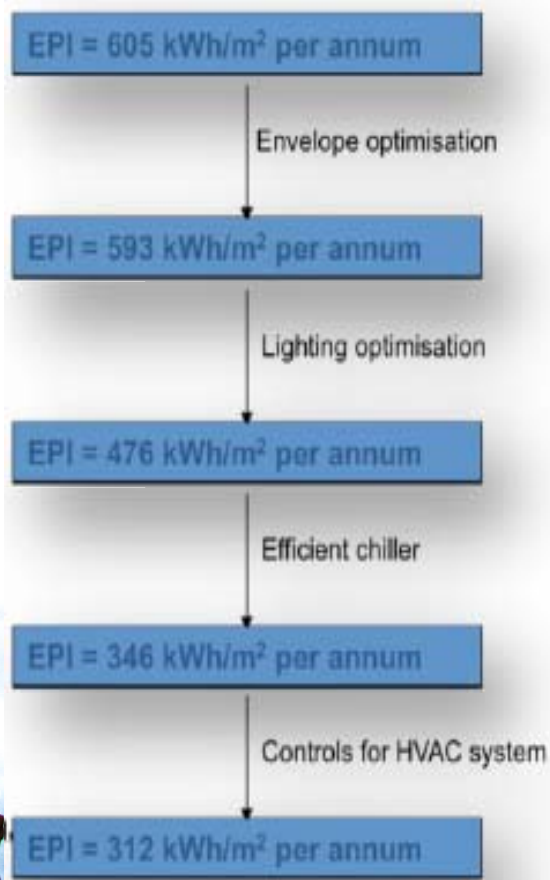 EPI = 605 kWh/m² per annum
Envelope optimisation
EPI = 593 kWh/m² per annum
Lighting optimisation
EPI = 476 kWh/m² per annum
Efficient chiller
EPI = 346 kWh/m² per annum
Controls for HVAC system
EPI = 312 kWh/m² per annum